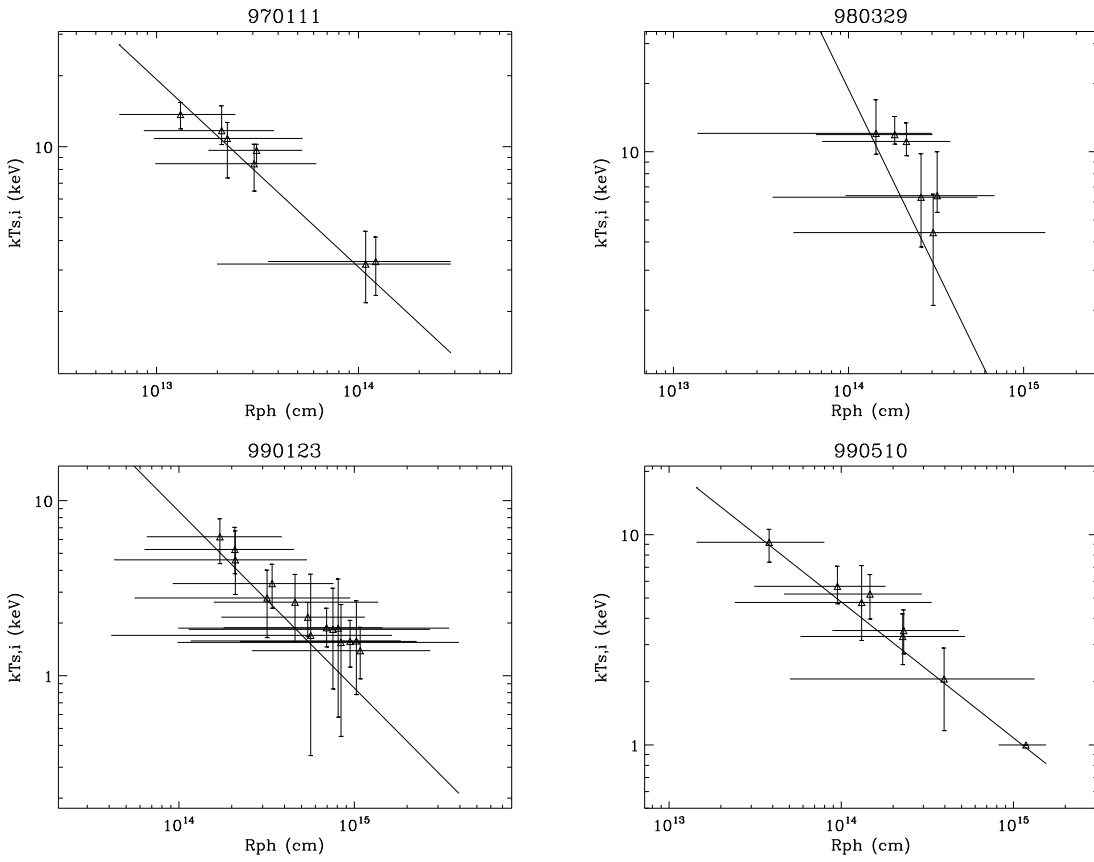 970111
kTs,i (keV)
10
10¹³
10¹⁴
Rph (cm)
980329
kTs,i (keV)
10
10¹³
10¹⁴
10¹⁵
Rph (cm)
990123
kTs,i (keV)
10
1
10¹⁴
10¹⁵
Rph (cm)
990510
kTs,i (keV)
10
1
10¹³
10¹⁴
10¹⁵
Rph (cm)